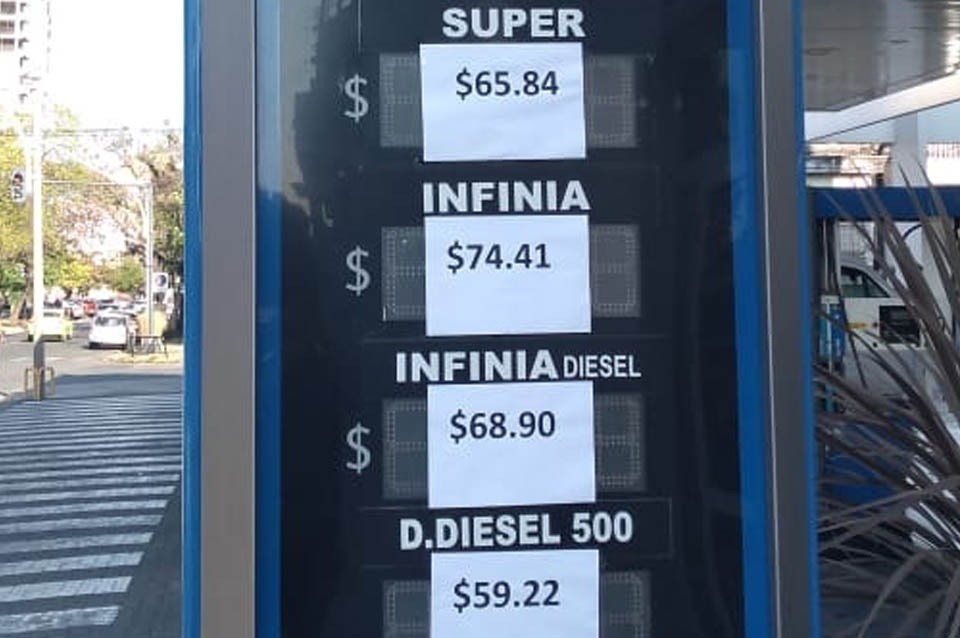 SUPER
$ $65.84
INFINIA
$ $74.41
INFINIA DIESEL
$ $68.90
D.DIESEL 500
$59.22